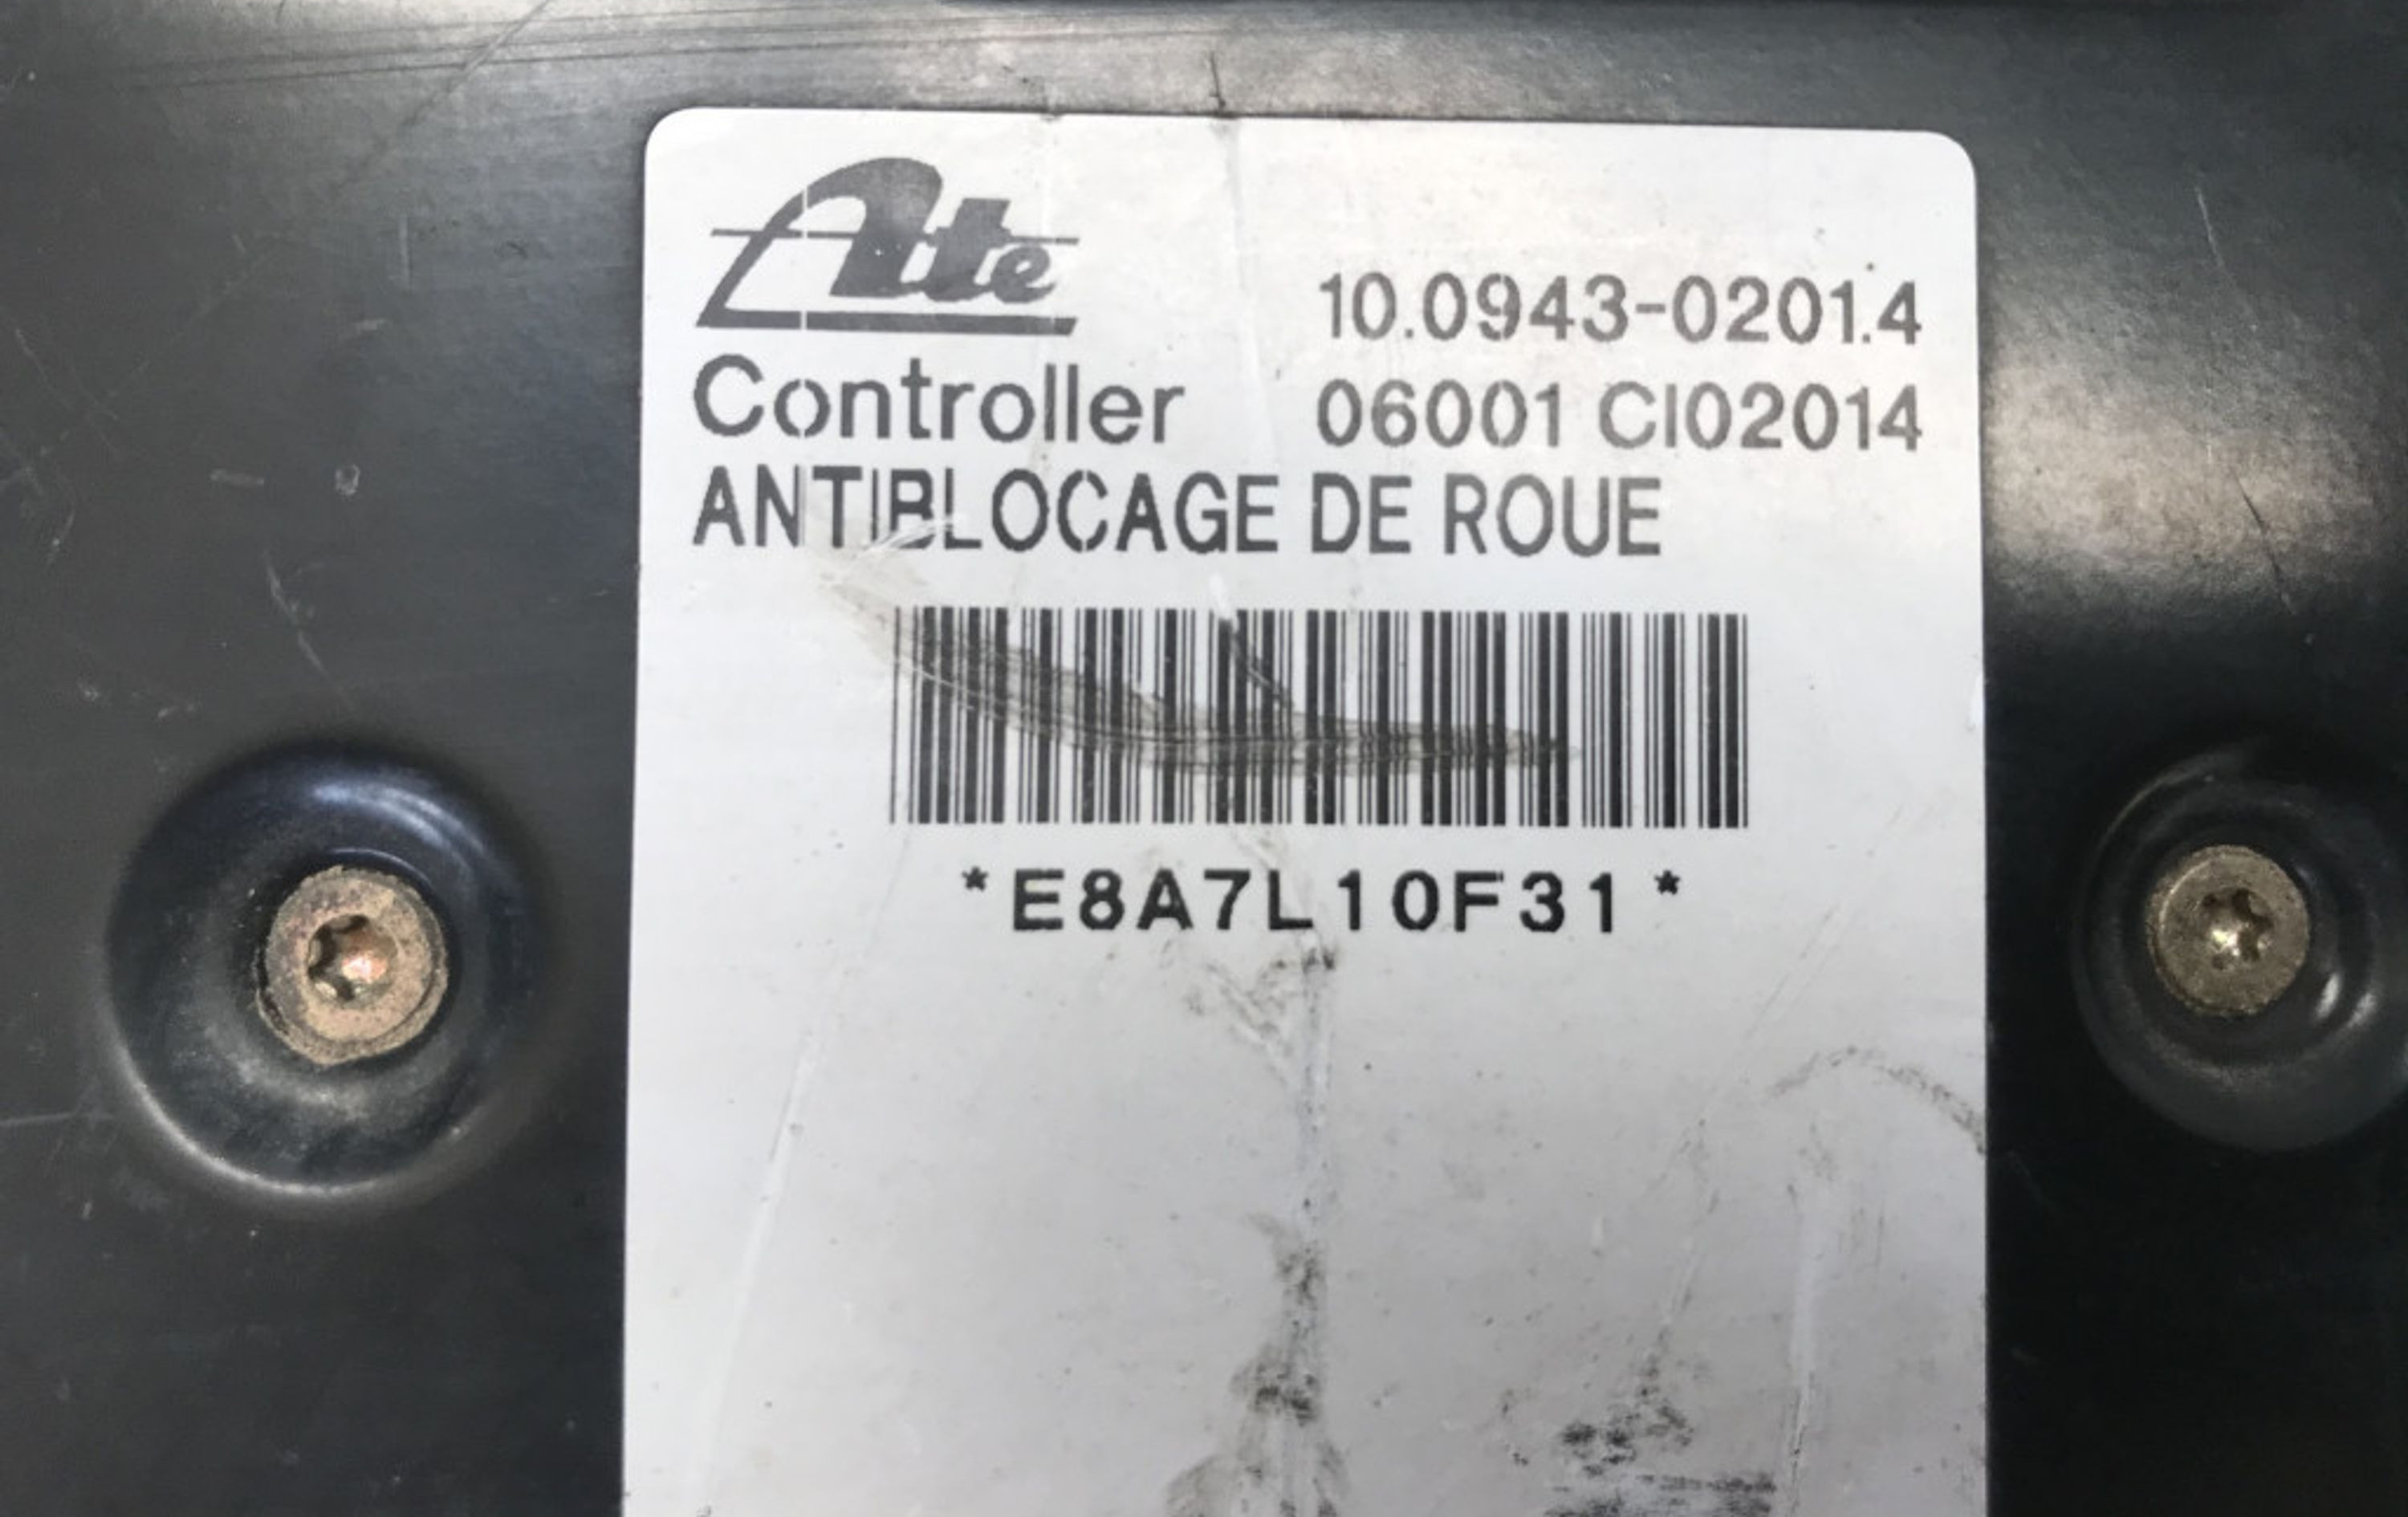 Ate
10.0943-0201.4
Controller 06001 CI02014
ANTIBLOCAGE DE ROUE
*E8A7L10F31*